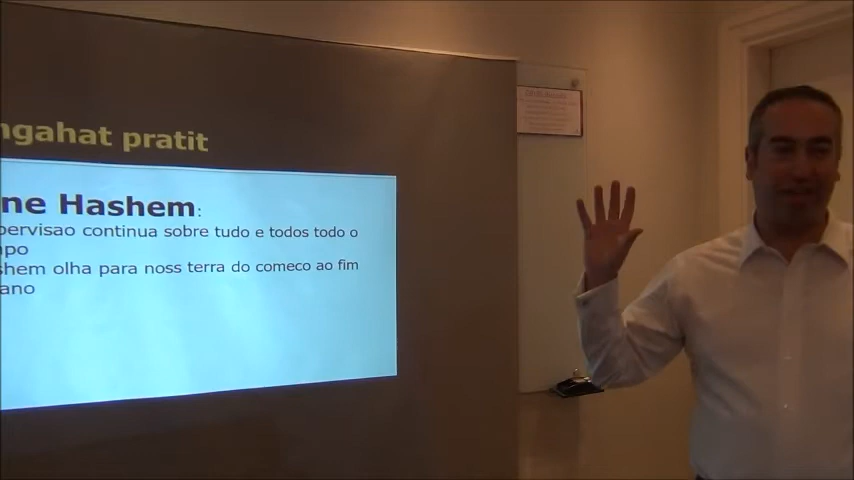 ngahat pratit
ne Hashem:
pervisao continua sobre tudo e todos todo o
npo
shem olha para noss terra do comeco ao fim
ano